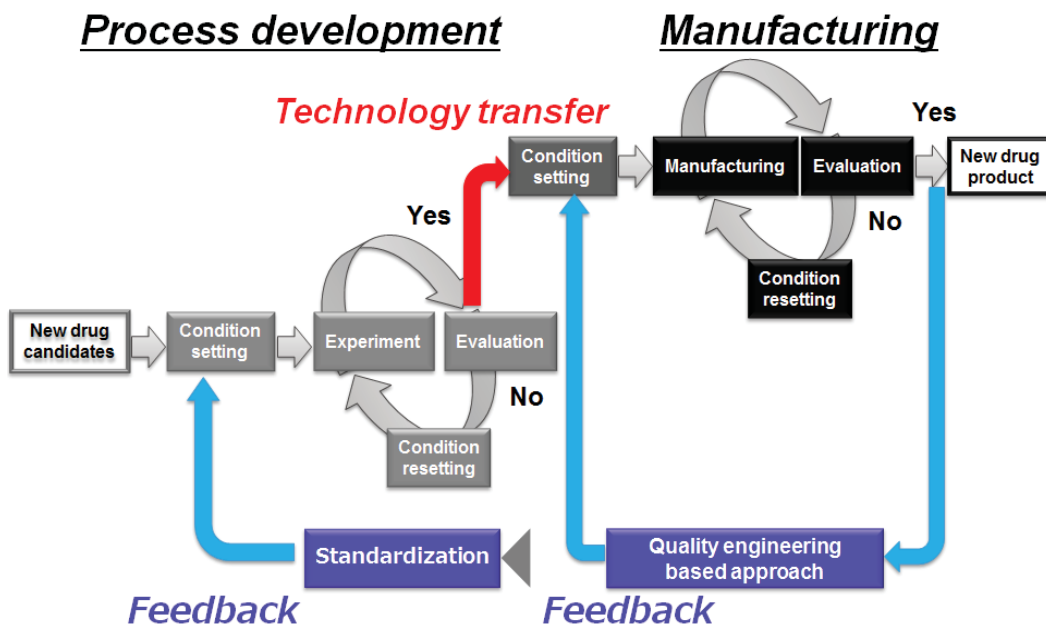 Process development
Manufacturing
Technology transfer
Yes
Condition
setting
Manufacturing
Evaluation
New drug
product
No
Condition
resetting
Yes
New drug
candidates
Condition
setting
Experiment
Evaluation
No
Condition
resetting
Standardization
Quality engineering
based approach
Feedback
Feedback